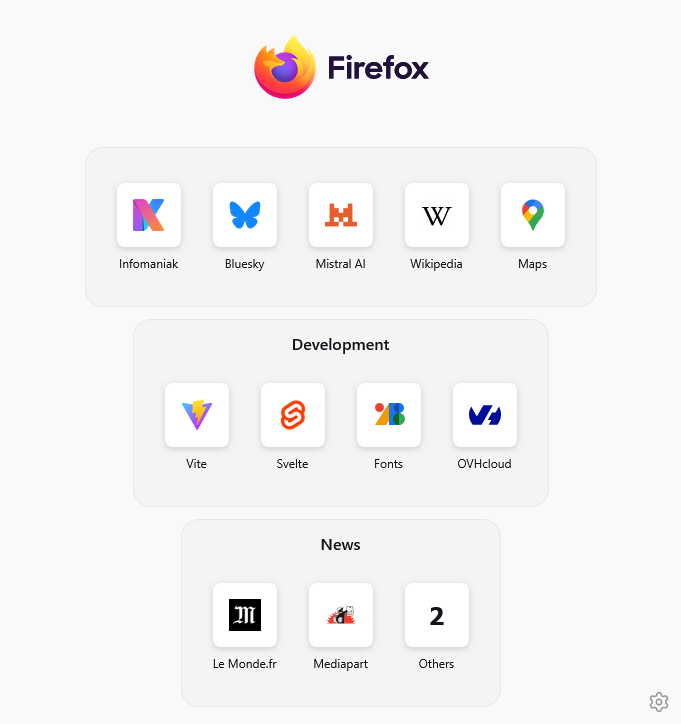 Firefox
Infomaniak
Bluesky
Mistral AI
W
Wikipedia
Maps
Development
Vite
Svelte
Fonts
OVHcloud
News
M
Le Monde.fr
Mediapart
2
Others